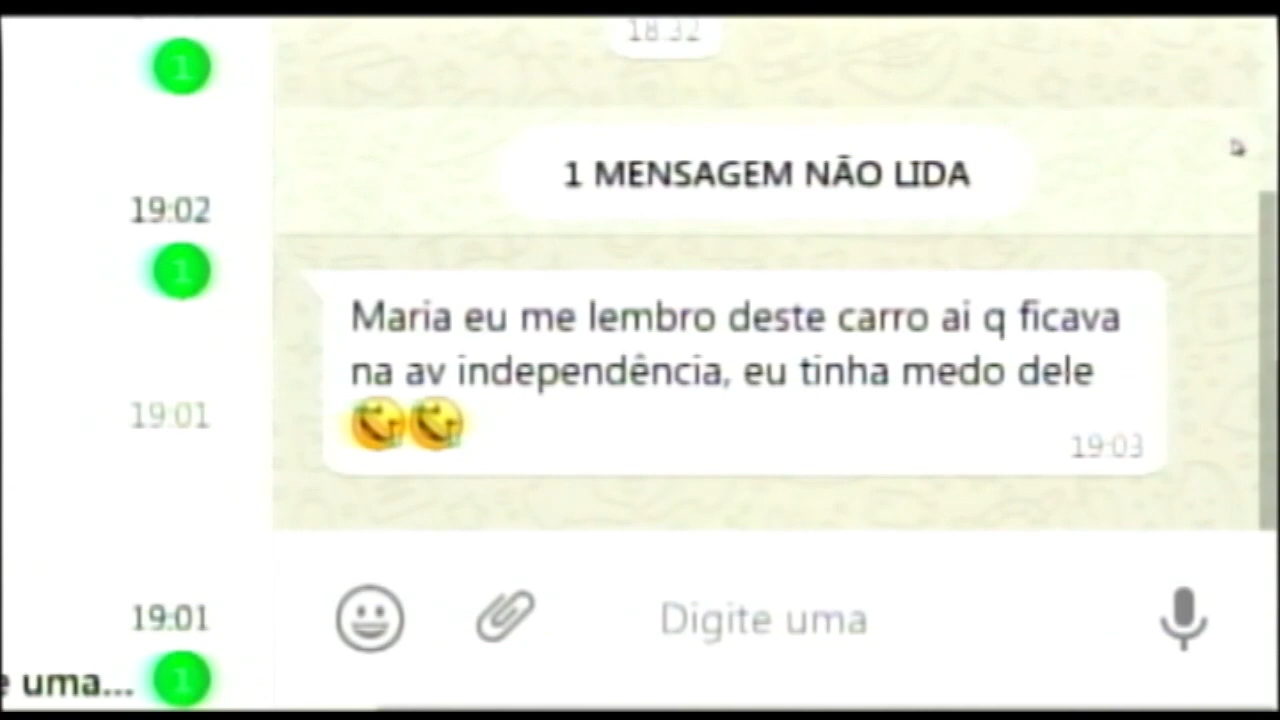 1
19:02
1
19:01
19:01
e uma...
1
18:32
1 MENSAGEM NÃO LIDA
Maria eu me lembro deste carro ai q ficava
na av independência, eu tinha medo dele
19:03
Digite uma